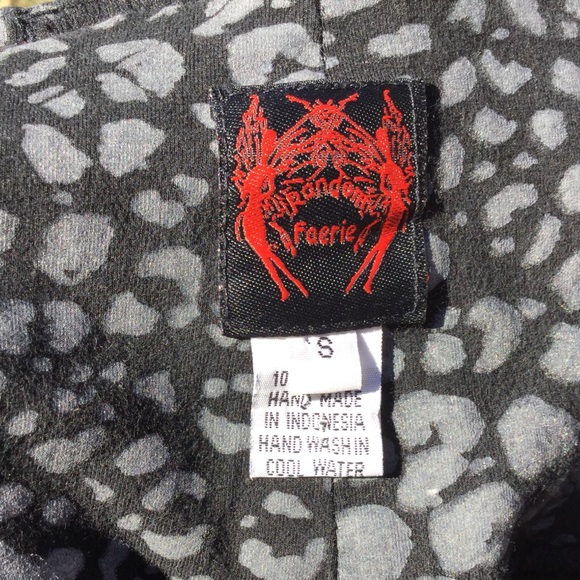 Random
Faerie
S
10
HAND MADE
IN INDONESIA
HAND WASH IN
COOL WATER